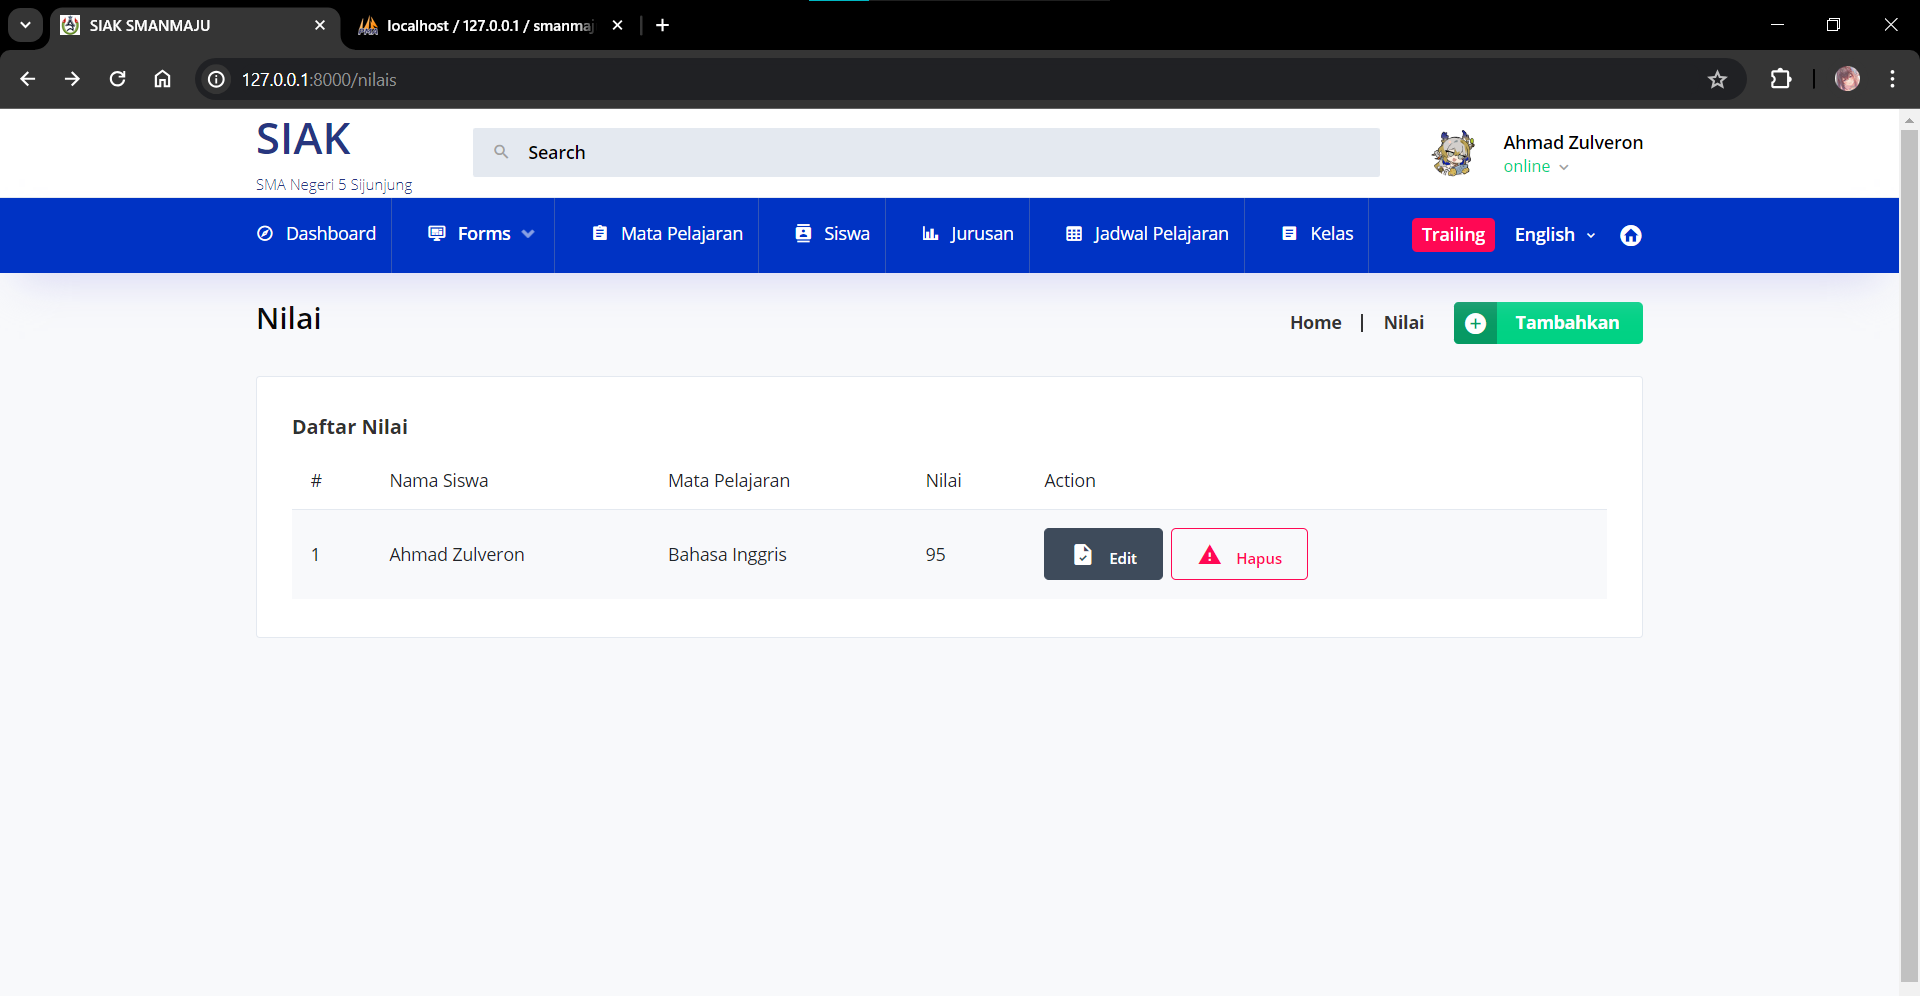 SIAK SMANMAJU
localhost / 127.0.0.1 / smanmaj
127.0.0.1:8000/nilais
SIAK
SMA Negeri 5 Sijunjung
Search
Ahmad Zulveron
online
Dashboard Forms Mata Pelajaran Siswa Jurusan Jadwal Pelajaran Kelas Trailing English
Nilai
Home | Nilai Tambahkan
Daftar Nilai
# Nama Siswa Mata Pelajaran Nilai Action
1 Ahmad Zulveron Bahasa Inggris 95 Edit Hapus